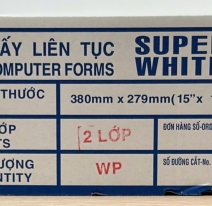 ẤY LIÊN TỤC SUPER
COMPUTER FORMS WHITE
THƯỚC 380mm x 279mm (15"x
ỚP 2 LỚP ĐƠN HÀNG SỐ-ORD
TS
ƯỢNG WP SỐ ĐƯỜNG CẮT-No.
NTITY